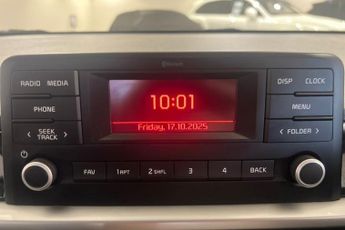 Bluetooth
RADIO MEDIA
DISP CLOCK
10:01
PHONE
MENU
Friday, 17.10.2025
< SEEK TRACK >
< FOLDER >
FAV 1 RPT 2 SHFL 3 4 BACK